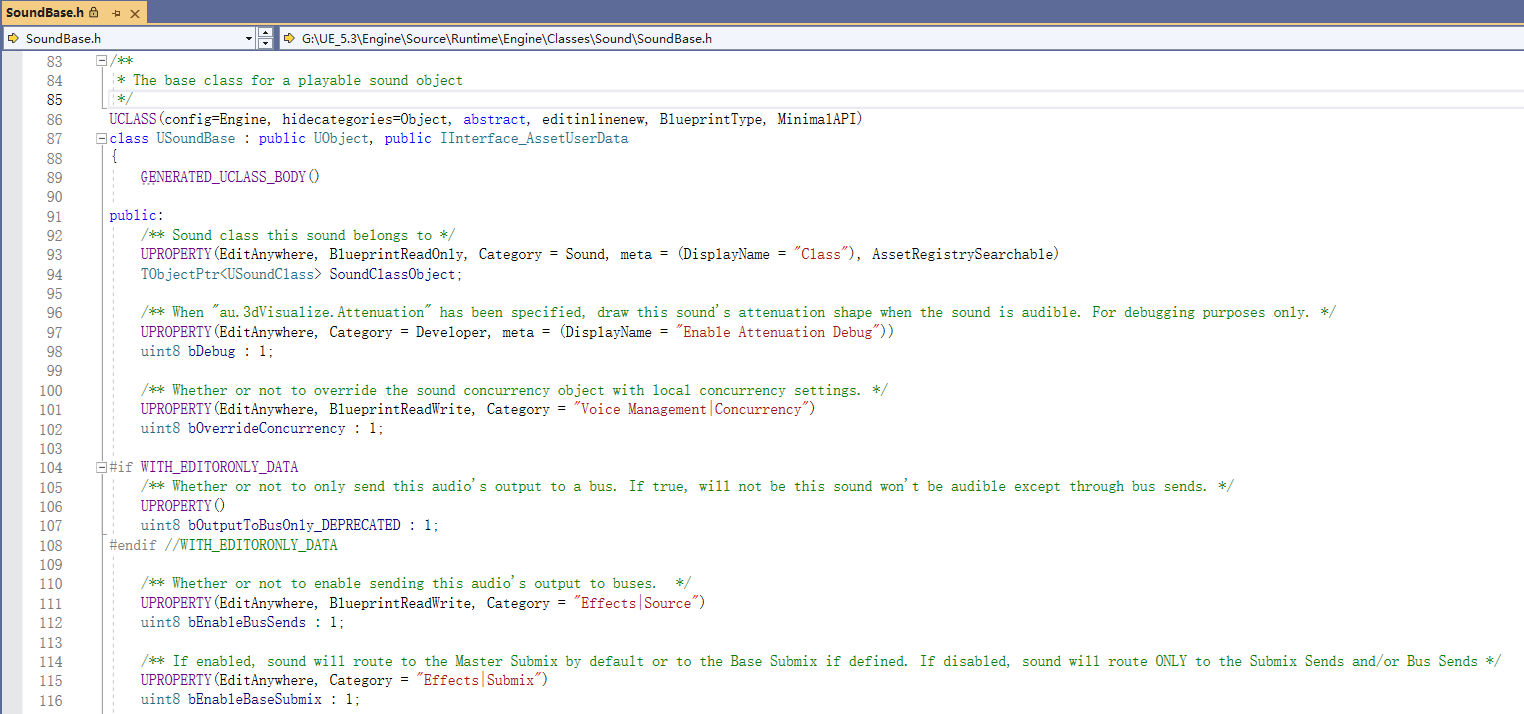 SoundBase.h
SoundBase.h G:\UE_5.3\Engine\Source\Runtime\Engine\Classes\Sound\SoundBase.h
83 /**
84 * The base class for a playable sound object
85 */
86 UCLASS(config=Engine, hidecategories=Object, abstract, editinlinenew, BlueprintType, MinimalAPI)
87 class USoundBase : public UObject, public IInterface_AssetUserData
88 {
89 GENERATED_UCLASS_BODY()
90
91 public:
92 /** Sound class this sound belongs to */
93 UPROPERTY(EditAnywhere, BlueprintReadOnly, Category = Sound, meta = (DisplayName = "Class"), AssetRegistrySearchable)
94 TObjectPtr<USoundClass> SoundClassObject;
95
96 /** When "au.3dVisualize.Attenuation" has been specified, draw this sound's attenuation shape when the sound is audible. For debugging purposes only. */
97 UPROPERTY(EditAnywhere, Category = Developer, meta = (DisplayName = "Enable Attenuation Debug"))
98 uint8 bDebug : 1;
99
100 /** Whether or not to override the sound concurrency object with local concurrency settings. */
101 UPROPERTY(EditAnywhere, BlueprintReadWrite, Category = "Voice Management|Concurrency")
102 uint8 bOverrideConcurrency : 1;
103
104 #if WITH_EDITORONLY_DATA
105 /** Whether or not to only send this audio's output to a bus. If true, will not be this sound won't be audible except through bus sends. */
106 UPROPERTY()
107 uint8 bOutputToBusOnly_DEPRECATED : 1;
108 #endif //WITH_EDITORONLY_DATA
109
110 /** Whether or not to enable sending this audio's output to buses.  */
111 UPROPERTY(EditAnywhere, BlueprintReadWrite, Category = "Effects|Source")
112 uint8 bEnableBusSends : 1;
113
114 /** If enabled, sound will route to the Master Submix by default or to the Base Submix if defined. If disabled, sound will route ONLY to the Submix Sends and/or Bus Sends */
115 UPROPERTY(EditAnywhere, Category = "Effects|Submix")
116 uint8 bEnableBaseSubmix : 1;